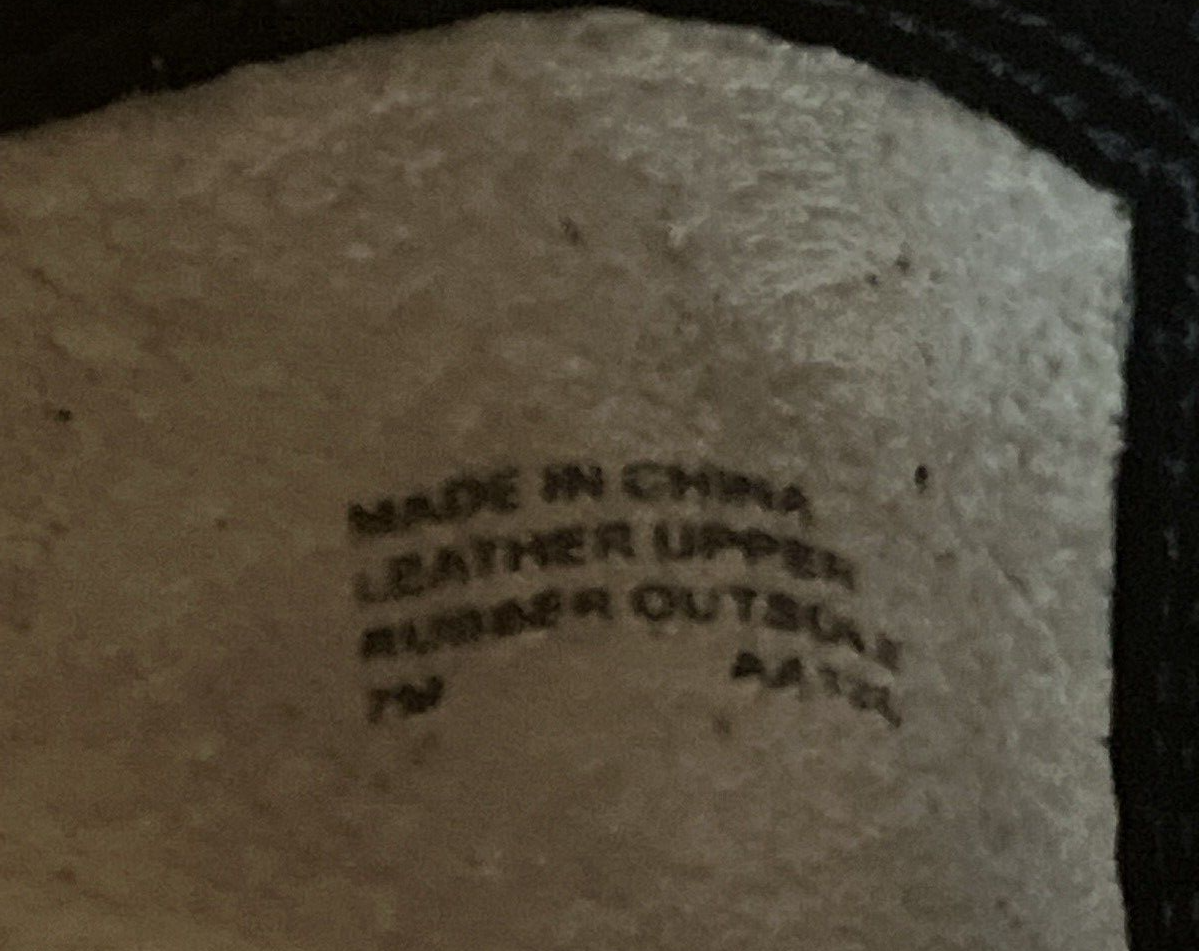 MADE IN CHINA
LEATHER UPPER
RUBBER OUTSOLE
7M